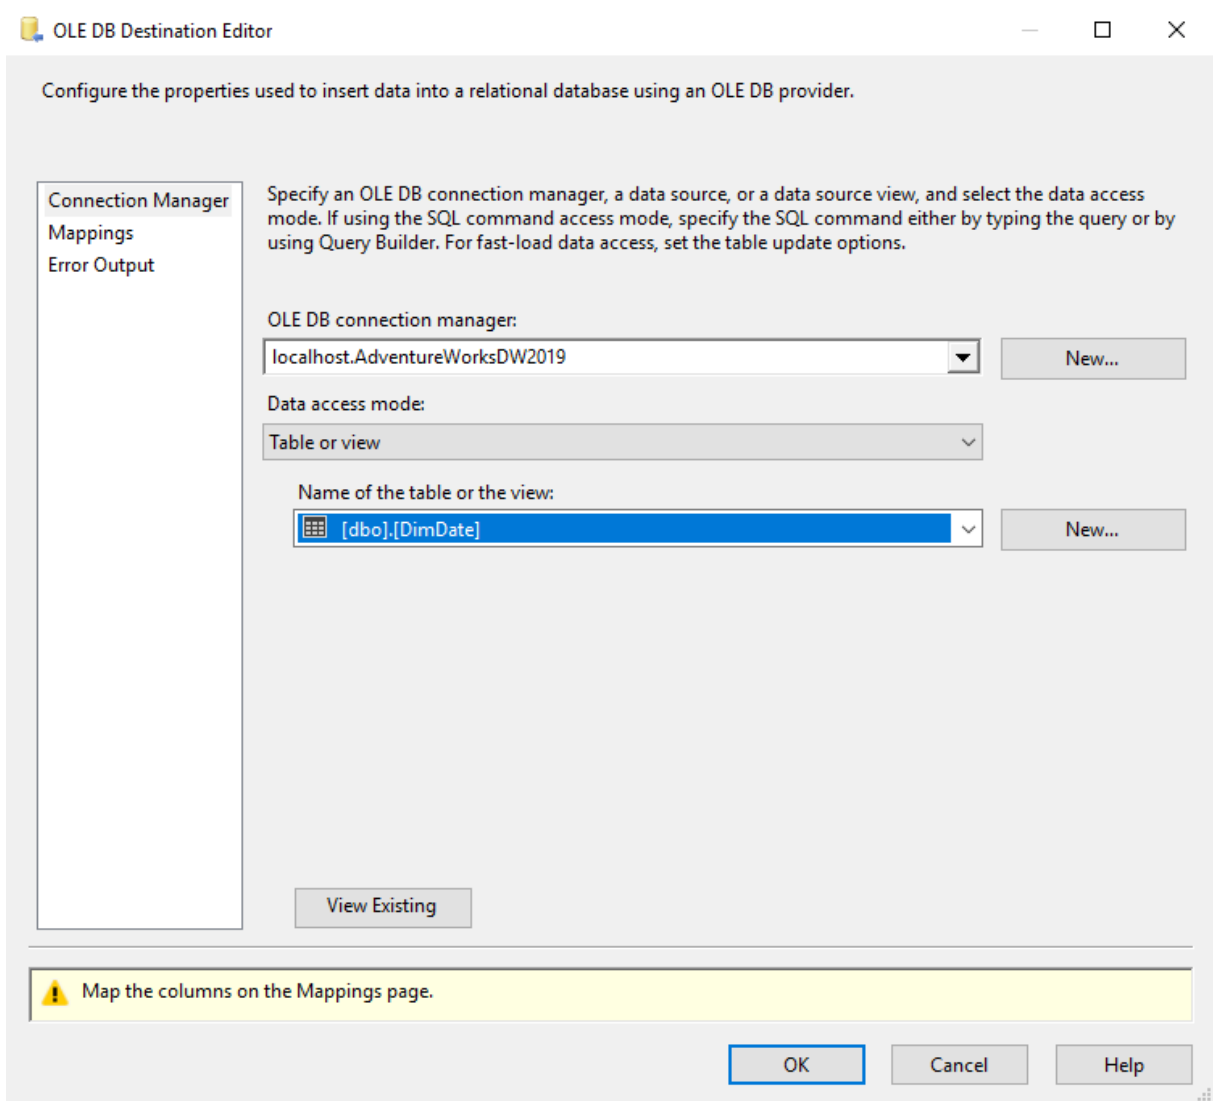 OLE DB Destination Editor
Configure the properties used to insert data into a relational database using an OLE DB provider.
Connection Manager
Mappings
Error Output
Specify an OLE DB connection manager, a data source, or a data source view, and select the data access
mode. If using the SQL command access mode, specify the SQL command either by typing the query or by
using Query Builder. For fast-load data access, set the table update options.
OLE DB connection manager:
localhost.AdventureWorksDW2019
New...
Data access mode:
Table or view
Name of the table or the view:
[dbo].[DimDate]
New...
View Existing
Map the columns on the Mappings page.
OK
Cancel
Help